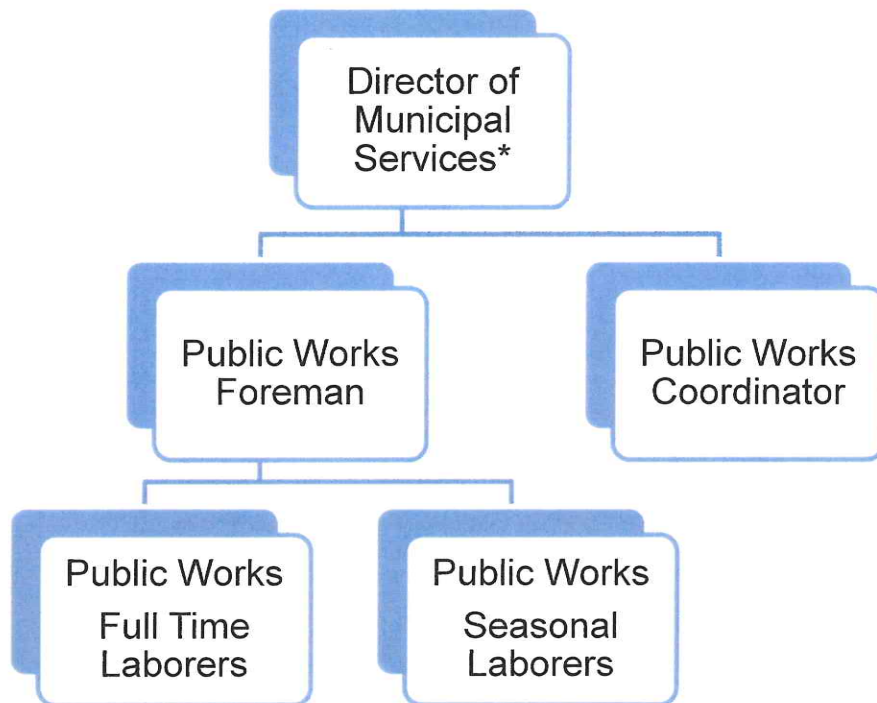 Director of
Municipal
Services*
Public Works
Foreman
Public Works
Coordinator
Public Works
Full Time
Laborers
Public Works
Seasonal
Laborers